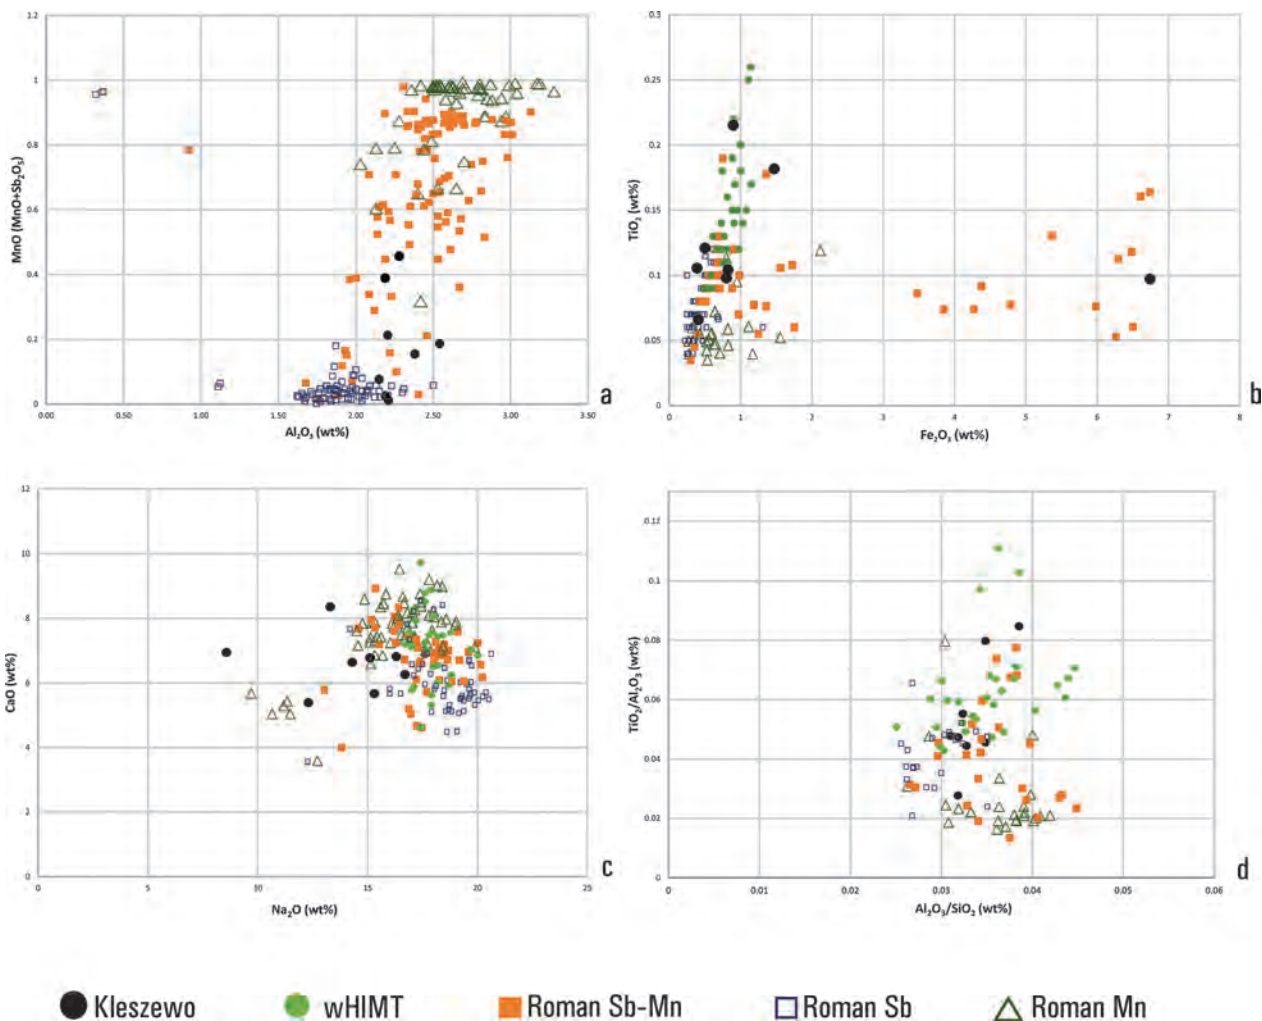 1.2
1
0.8
0.6
0.4
0.2
0
MnO (MnO+Sb₂O₅)
0.00 0.50 1.00 1.50 2.00 2.50 3.00 3.50
Al₂O₃ (wt%)
a
0.3
0.25
0.2
0.15
0.1
0.05
0
TiO₂ (wt%)
0 1 2 3 4 5 6 7 8
Fe₂O₃ (wt%)
b
12
10
8
6
4
2
0
CaO (wt%)
0 5 10 15 20 25
Na₂O (wt%)
c
0.12
0.1
0.08
0.06
0.04
0.02
0
TiO₂/Al₂O₃ (wt%)
0 0.01 0.02 0.03 0.04 0.05 0.06
Al₂O₃/SiO₂ (wt%)
d
Kleszewo wHIMT Roman Sb-Mn Roman Sb Roman Mn